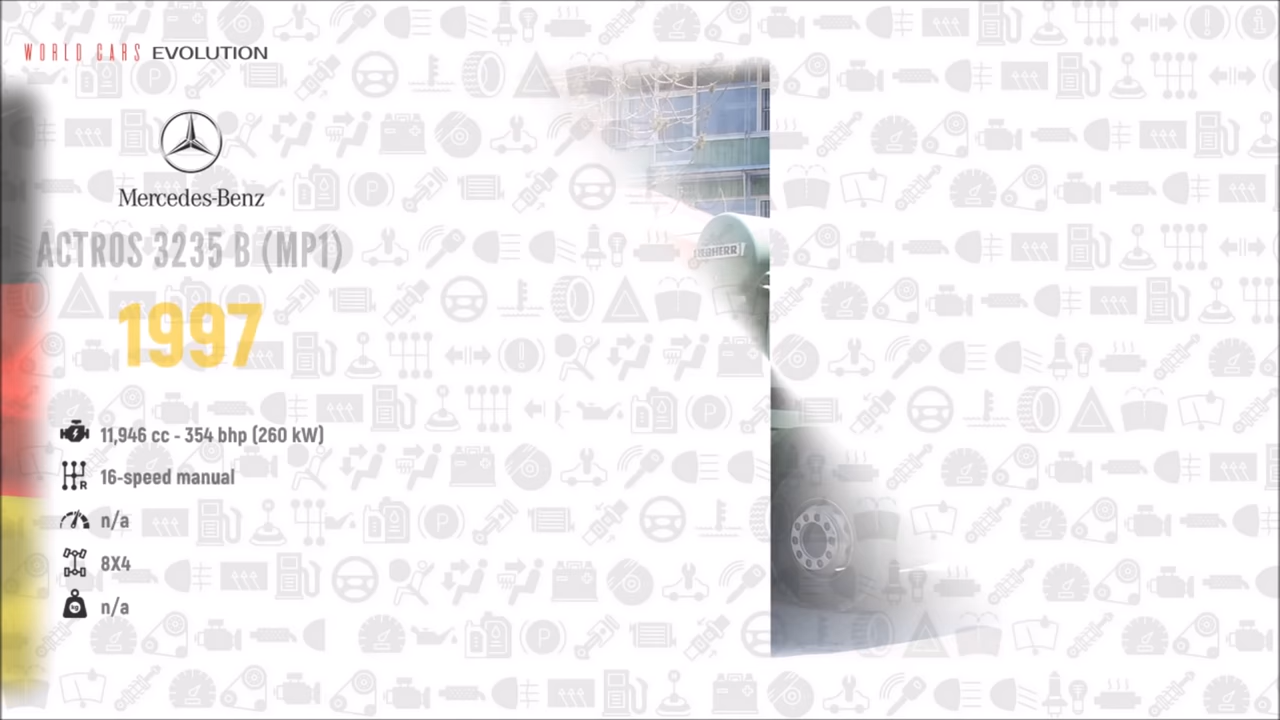 WORLD CARS EVOLUTION
Mercedes-Benz
ACTROS 3235 B (MP1)
1997
11,946 cc - 354 bhp (260 kW)
R
16-speed manual
n/a
8X4
kg
n/a
LIEBHERR